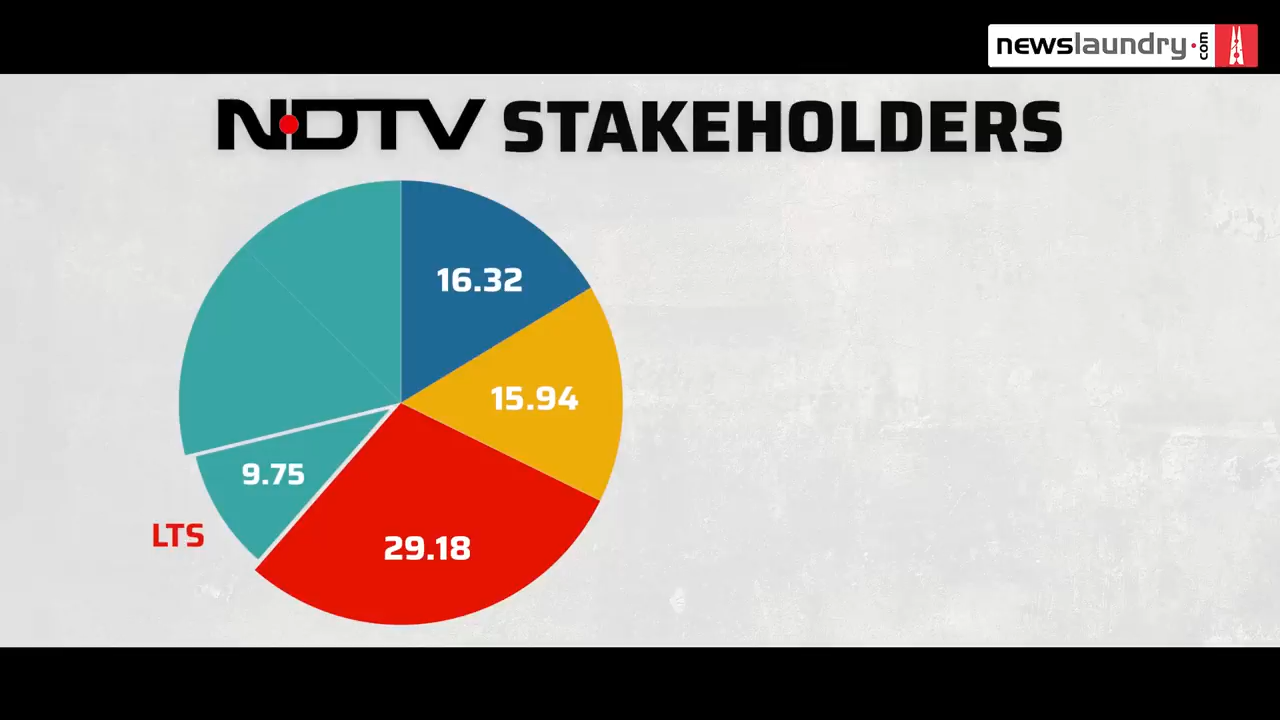 newslaundry.com
NDTV STAKEHOLDERS
16.32
15.94
9.75
LTS
29.18